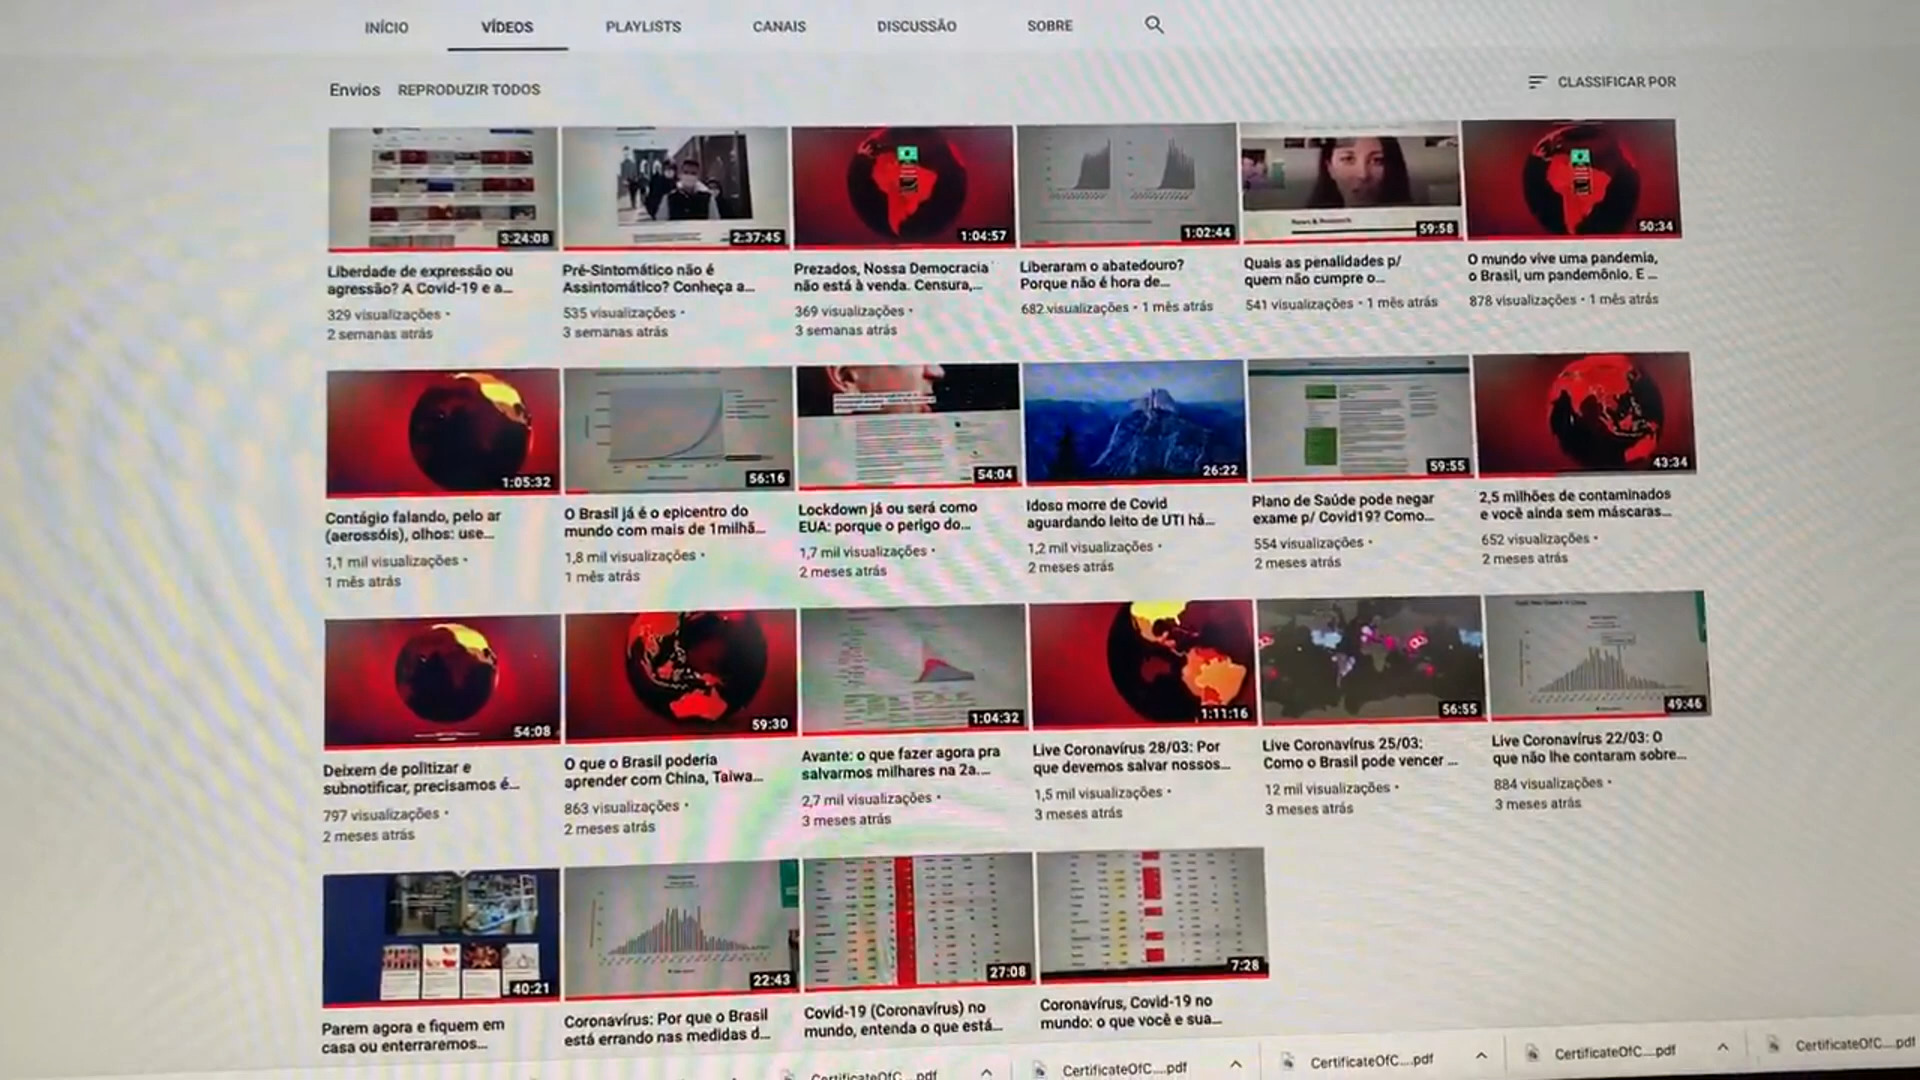 INÍCIO
VÍDEOS
PLAYLISTS
CANAIS
DISCUSSÃO
SOBRE
Envios
REPRODUZIR TODOS
CLASSIFICAR POR
3:24:08
2:37:45
1:04:57
1:02:44
59:58
50:34
Liberdade de expressão ou
agressão? A Covid-19 e a...
329 visualizações •
2 semanas atrás
Pré-Sintomático não é
Assintomático? Conheça a...
535 visualizações •
3 semanas atrás
Prezados, Nossa Democracia
não está à venda. Censura,...
369 visualizações •
3 semanas atrás
Liberaram o abatedouro?
Porque não é hora de...
682 visualizações • 1 mês atrás
Quais as penalidades p/
quem não cumpre o...
541 visualizações • 1 mês atrás
O mundo vive uma pandemia,
o Brasil, um pandemônio. E ...
878 visualizações • 1 mês atrás
1:05:32
56:16
54:04
26:22
59:55
43:34
Contágio falando, pelo ar
(aerossóis), olhos: use...
1,1 mil visualizações •
1 mês atrás
O Brasil já é o epicentro do
mundo com mais de 1milhã...
1,8 mil visualizações •
1 mês atrás
Lockdown já ou será como
EUA: porque o perigo do...
1,7 mil visualizações •
2 meses atrás
Idoso morre de Covid
aguardando leito de UTI há...
1,2 mil visualizações •
2 meses atrás
Plano de Saúde pode negar
exame p/ Covid19? Como...
554 visualizações •
2 meses atrás
2,5 milhões de contaminados
e você ainda sem máscaras...
652 visualizações •
2 meses atrás
54:08
59:30
1:04:32
1:11:16
56:55
49:46
Deixem de politizar e
subnotificar, precisamos é...
797 visualizações •
2 meses atrás
O que o Brasil poderia
aprender com China, Taiwa...
863 visualizações •
2 meses atrás
Avante: o que fazer agora pra
salvarmos milhares na 2a....
2,7 mil visualizações •
3 meses atrás
Live Coronavírus 28/03: Por
que devemos salvar nossos...
1,5 mil visualizações •
3 meses atrás
Live Coronavírus 25/03:
Como o Brasil pode vencer ...
12 mil visualizações •
3 meses atrás
Live Coronavírus 22/03: O
que não lhe contaram sobre...
884 visualizações •
3 meses atrás
40:21
22:43
27:08
7:28
Parem agora e fiquem em
casa ou enterraremos...
Coronavírus: Por que o Brasil
está errando nas medidas d...
Covid-19 (Coronavírus) no
mundo, entenda o que está...
Coronavírus, Covid-19 no
mundo: o que você e sua...
CertificateOfC....pdf
CertificateOfC....pdf
CertificateOfC....pdf
CertificateOfC....pdf
CertificateOfC....pdf